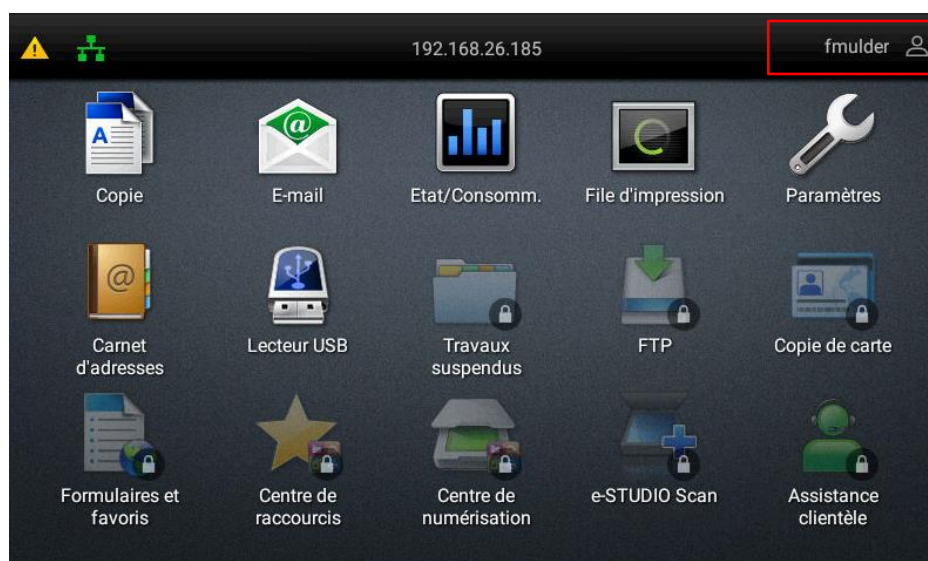 192.168.26.185
fmulder
Copie
E-mail
Etat/Consomm.
File d'impression
Paramètres
Carnet
d'adresses
Lecteur USB
Travaux
suspendus
FTP
Copie de carte
Formulaires et
favoris
Centre de
raccourcis
Centre de
numérisation
e-STUDIO Scan
Assistance
clientèle